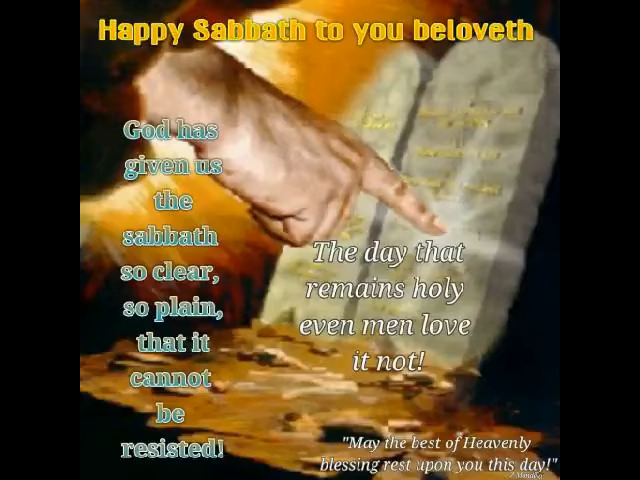 Happy Sabbath to you beloveth
God has
given us
the
sabbath
so clear,
so plain,
that it
cannot
be
resisted!
The day that
remains holy
even men love
it not!
"May the best of Heavenly
blessing rest upon you this day!"